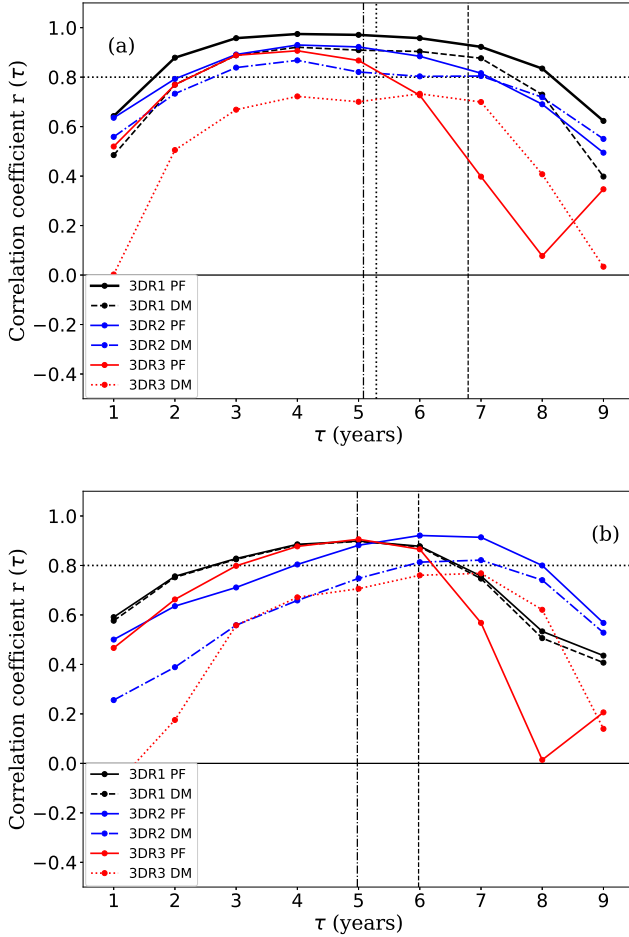 (a)
1.0
0.8
0.6
0.4
0.2
0.0
−0.2
−0.4
Correlation coefficient r (τ)
3DR1 PF
3DR1 DM
3DR2 PF
3DR2 DM
3DR3 PF
3DR3 DM
1 2 3 4 5 6 7 8 9
τ (years)
(b)
1.0
0.8
0.6
0.4
0.2
0.0
−0.2
−0.4
Correlation coefficient r (τ)
3DR1 PF
3DR1 DM
3DR2 PF
3DR2 DM
3DR3 PF
3DR3 DM
1 2 3 4 5 6 7 8 9
τ (years)